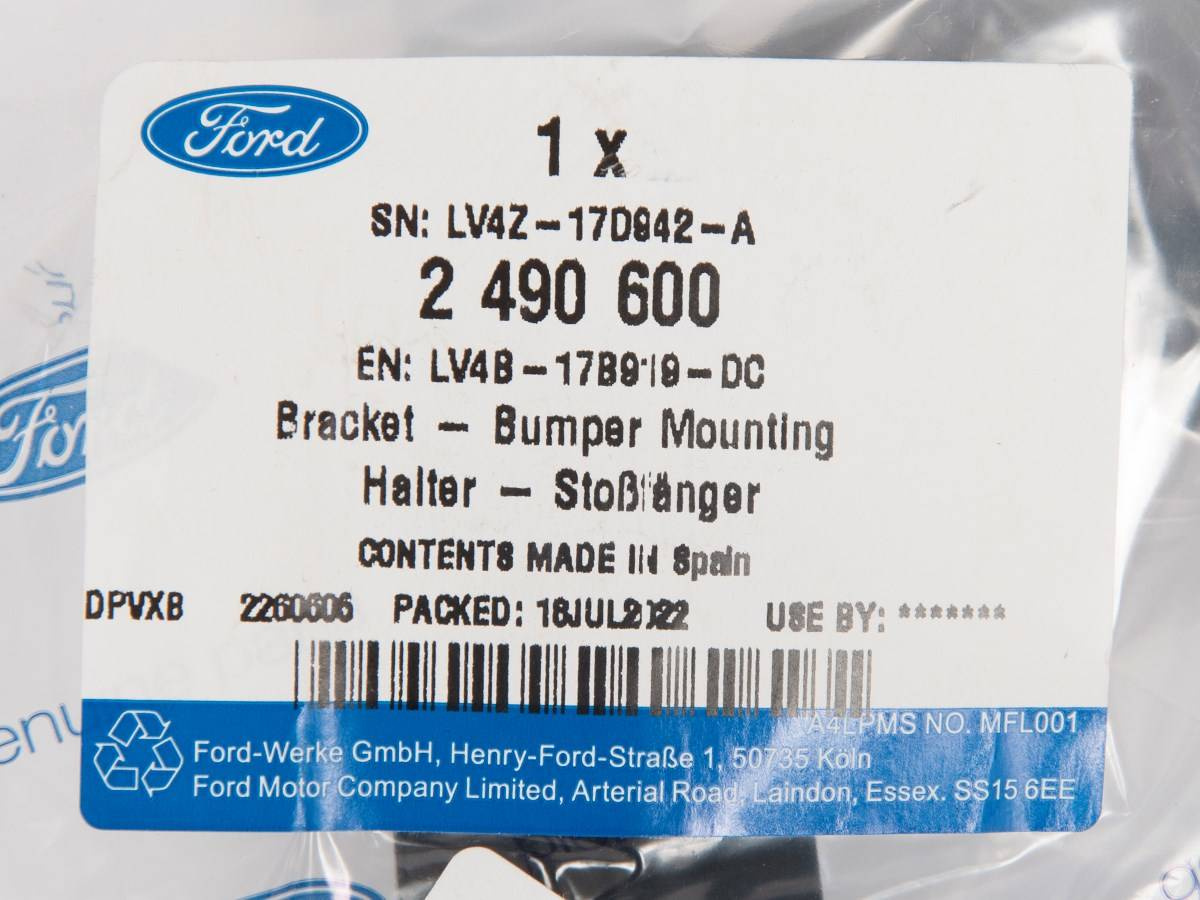 Ford
1 x
SN: LV4Z-17D942-A
2 490 600
EN: LV4B-17B919-DC
Bracket - Bumper Mounting
Halter - Stoßfänger
CONTENTS MADE IN Spain
DPVXB 2260606 PACKED: 18JUL2022 USE BY: *******
A4LPMS NO. MFL001
Ford-Werke GmbH, Henry-Ford-Straße 1, 50735 Köln
Ford Motor Company Limited, Arterial Road, Laindon, Essex. SS15 6EE